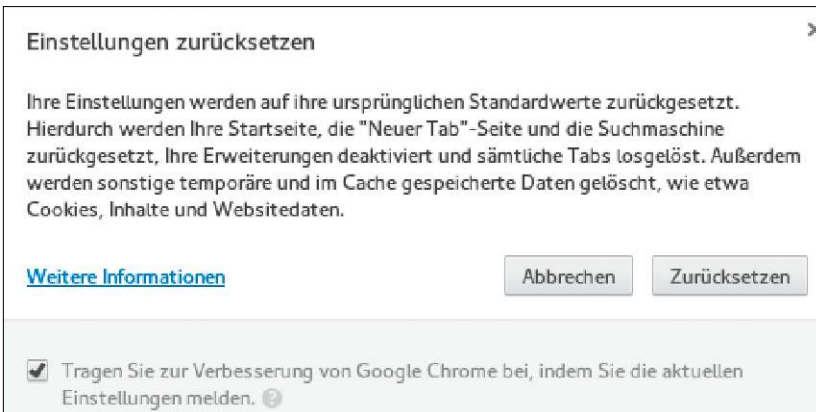 Einstellungen zurücksetzen
Ihre Einstellungen werden auf ihre ursprünglichen Standardwerte zurückgesetzt.
Hierdurch werden Ihre Startseite, die "Neuer Tab"-Seite und die Suchmaschine
zurückgesetzt, Ihre Erweiterungen deaktiviert und sämtliche Tabs losgelöst. Außerdem
werden sonstige temporäre und im Cache gespeicherte Daten gelöscht, wie etwa
Cookies, Inhalte und Websitedaten.
Weitere Informationen Abbrechen Zurücksetzen
Tragen Sie zur Verbesserung von Google Chrome bei, indem Sie die aktuellen
Einstellungen melden.